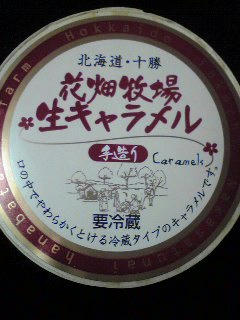 北海道・十勝
花畑牧場
生キャラメル
手造り
Caramels
要冷蔵
口の中でやわらかくとける冷蔵タイプのキャラメルです。
Hokkaido
farm
hanabatake